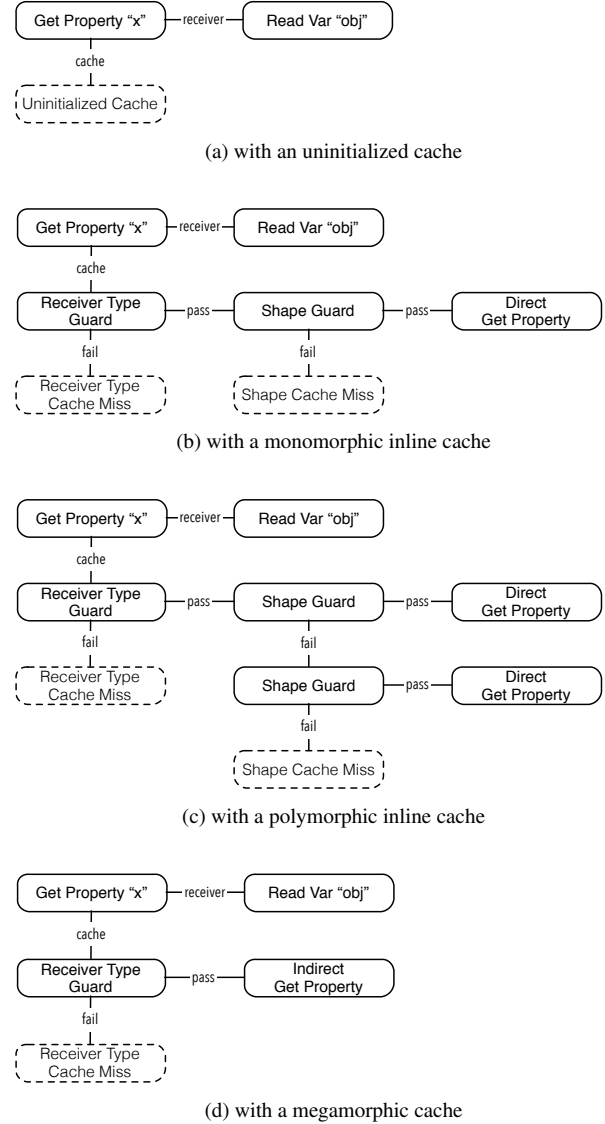 Get Property “x” receiver Read Var “obj”
cache
Uninitialized Cache
(a) with an uninitialized cache
Get Property “x” receiver Read Var “obj”
cache
Receiver Type Guard pass Shape Guard pass Direct Get Property
fail fail
Receiver Type Cache Miss Shape Cache Miss
(b) with a monomorphic inline cache
Get Property “x” receiver Read Var “obj”
cache
Receiver Type Guard pass Shape Guard pass Direct Get Property
fail fail
Receiver Type Cache Miss Shape Guard pass Direct Get Property
fail
Shape Cache Miss
(c) with a polymorphic inline cache
Get Property “x” receiver Read Var “obj”
cache
Receiver Type Guard pass Indirect Get Property
fail
Receiver Type Cache Miss
(d) with a megamorphic cache